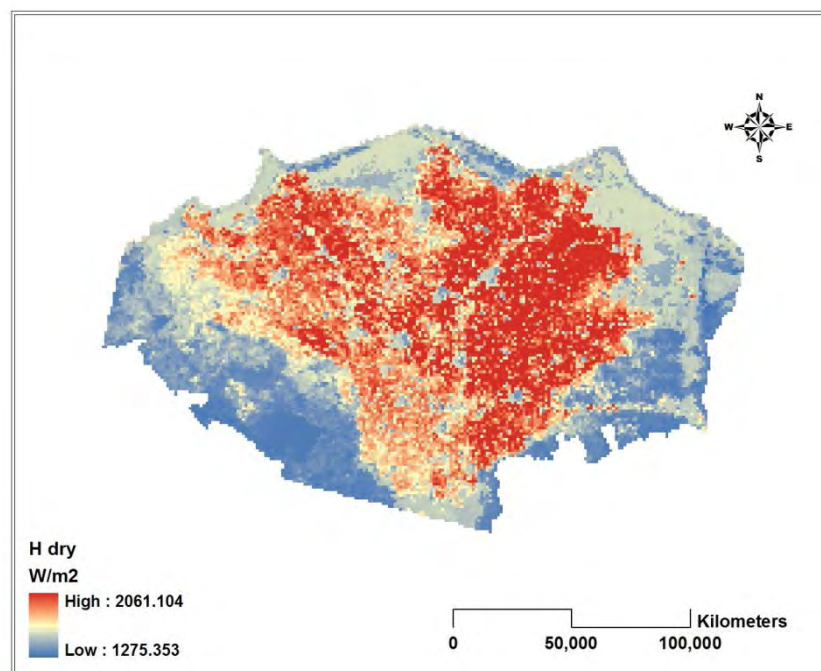 N
W E
S
H dry
W/m2
High : 2061.104
Low : 1275.353
Kilometers
0 50,000 100,000